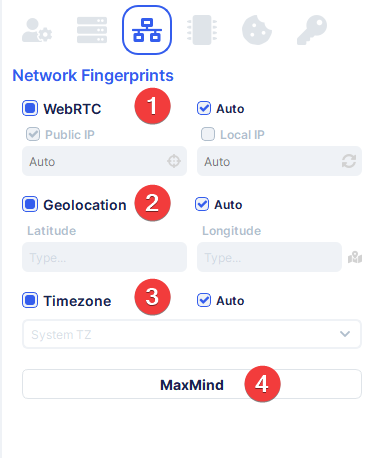 Network Fingerprints
WebRTC 1 Auto
Public IP Local IP
Auto Auto
Geolocation 2 Auto
Latitude Longitude
Type... Type...
Timezone 3 Auto
System TZ
MaxMind 4